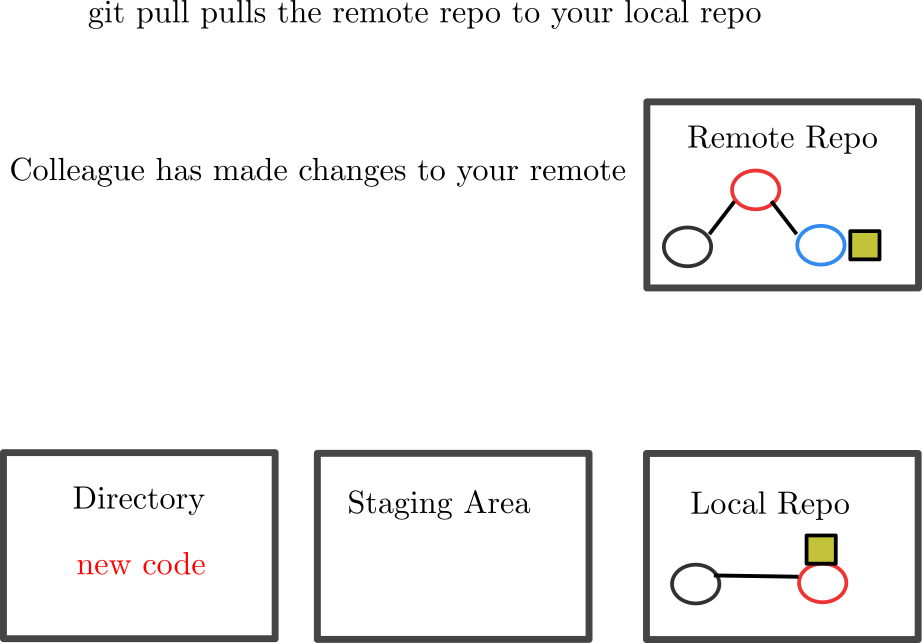 git pull pulls the remote repo to your local repo
Remote Repo
Colleague has made changes to your remote
Directory
Staging Area
Local Repo
new code